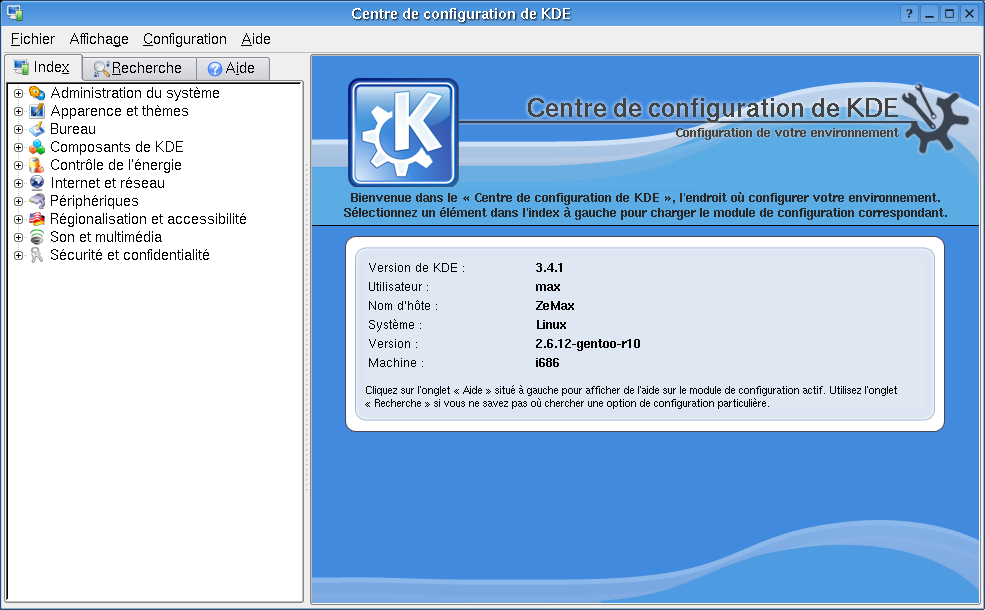 Centre de configuration de KDE
Fichier Affichage Configuration Aide
Index Recherche Aide
Administration du système
Apparence et thèmes
Bureau
Composants de KDE
Contrôle de l'énergie
Internet et réseau
Périphériques
Régionalisation et accessibilité
Son et multimédia
Sécurité et confidentialité
Centre de configuration de KDE
Configuration de votre environnement
Bienvenue dans le « Centre de configuration de KDE », l'endroit où configurer votre environnement.
Sélectionnez un élément dans l'index à gauche pour charger le module de configuration correspondant.
Version de KDE : 3.4.1
Utilisateur : max
Nom d'hôte : ZeMax
Système : Linux
Version : 2.6.12-gentoo-r10
Machine : i686
Cliquez sur l'onglet « Aide » situé à gauche pour afficher de l'aide sur le module de configuration actif. Utilisez l'onglet
« Recherche » si vous ne savez pas où chercher une option de configuration particulière.